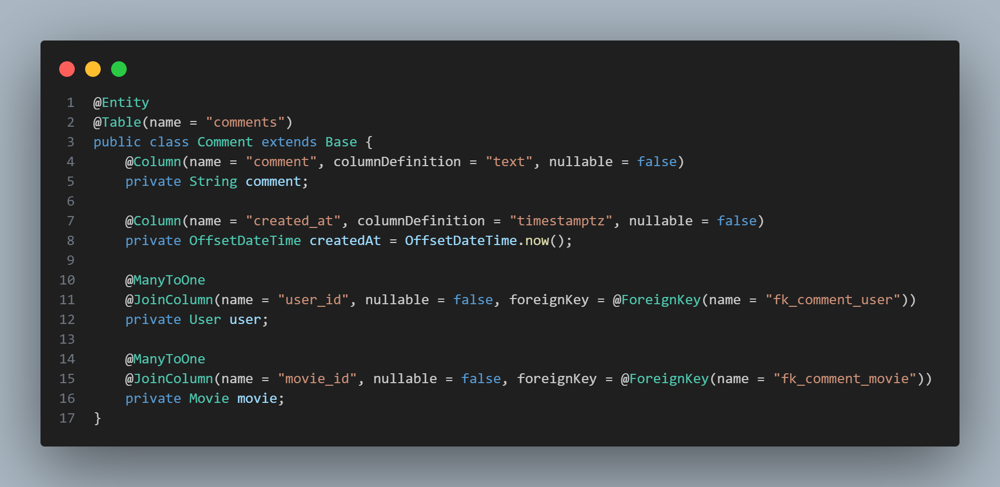 1 @Entity
2 @Table(name = "comments")
3 public class Comment extends Base {
4     @Column(name = "comment", columnDefinition = "text", nullable = false)
5     private String comment;
6
7     @Column(name = "created_at", columnDefinition = "timestamptz", nullable = false)
8     private OffsetDateTime createdAt = OffsetDateTime.now();
9
10     @ManyToOne
11     @JoinColumn(name = "user_id", nullable = false, foreignKey = @ForeignKey(name = "fk_comment_user"))
12     private User user;
13
14     @ManyToOne
15     @JoinColumn(name = "movie_id", nullable = false, foreignKey = @ForeignKey(name = "fk_comment_movie"))
16     private Movie movie;
17 }